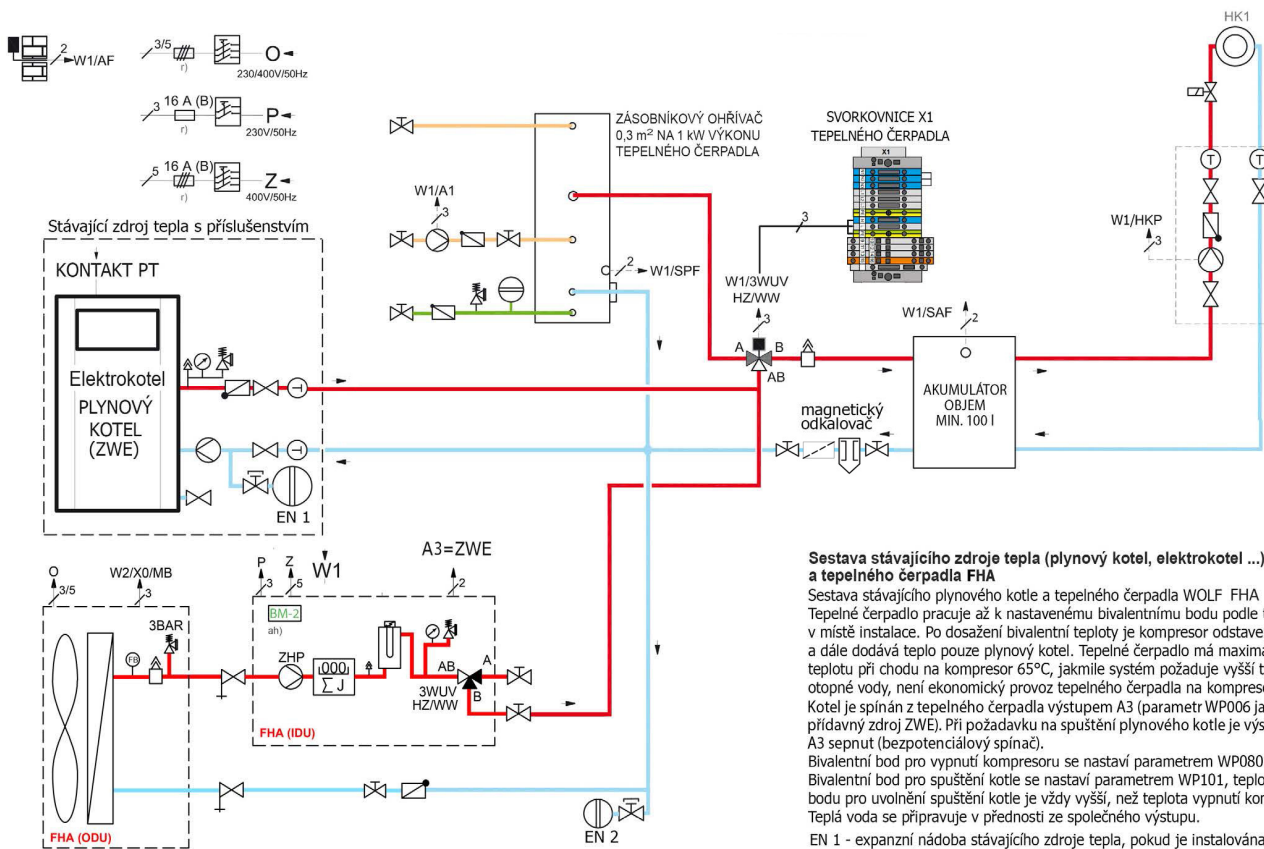 HK1
2
W1/AF
3/5
r)
O
230/400V/50Hz
3
16 A (B)
r)
P
230V/50Hz
5
16 A (B)
r)
Z
400V/50Hz
ZÁSOBNÍKOVÝ OHŘÍVAČ
0,3 m² NA 1 kW VÝKONU
TEPELNÉHO ČERPADLA
SVORKOVNICE X1
TEPELNÉHO ČERPADLA
X1
W1/A1
3
3
T
T
W1/HKP
3
Stávající zdroj tepla s příslušenstvím
KONTAKT PT
2
W1/SPF
W1/3WUV
HZ/WW
3
A
B
AB
W1/SAF
2
Elektrokotel
PLYNOVÝ
KOTEL
(ZWE)
T
T
EN 1
magnetický
odkalovač
AKUMULÁTOR
OBJEM
MIN. 100 l
O
3/5
W2/X0/MB
3
3BAR
FB
FHA (ODU)
P
3
Z
5
W1
A3=ZWE
2
BM-2
ah)
ZHP
000
Σ J
AB
A
B
3WUV
HZ/WW
FHA (IDU)
EN 2
Sestava stávajícího zdroje tepla (plynový kotel, elektrokotel ...)
a tepelného čerpadla FHA
Sestava stávajícího plynového kotle a tepelného čerpadla WOLF FHA
Tepelné čerpadlo pracuje až k nastavenému bivalentnímu bodu podle t
v místě instalace. Po dosažení bivalentní teploty je kompresor odstave
a dále dodává teplo pouze plynový kotel. Tepelné čerpadlo má maxima
teplotu při chodu na kompresor 65°C, jakmile systém požaduje vyšší t
otopné vody, není ekonomický provoz tepelného čerpadla na kompreso
Kotel je spínán z tepelného čerpadla výstupem A3 (parametr WP006 ja
přídavný zdroj ZWE). Při požadavku na spuštění plynového kotle je výs
A3 sepnut (bezpotenciálový spínač).
Bivalentní bod pro vypnutí kompresoru se nastaví parametrem WP080
Bivalentní bod pro spuštění kotle se nastaví parametrem WP101, teplo
bodu pro uvolnění spuštění kotle je vždy vyšší, než teplota vypnutí kom
Teplá voda se připravuje v přednosti ze společného výstupu.
EN 1 - expanzní nádoba stávajícího zdroje tepla, pokud je instalována